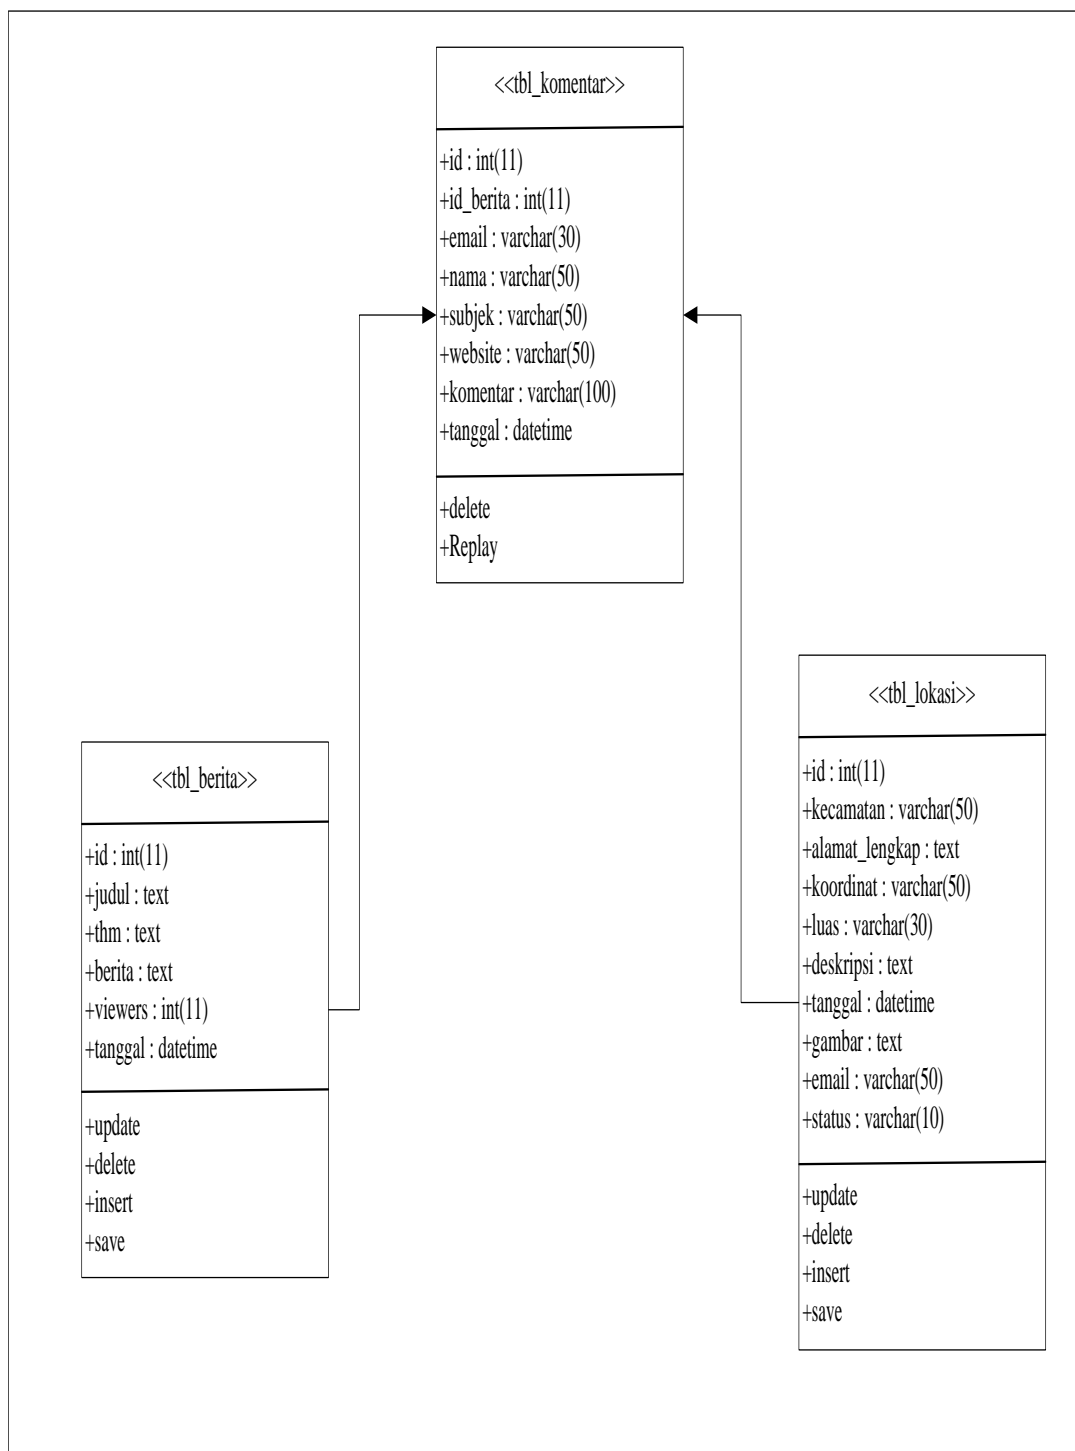 <<tbl_komentar>>
+id : int(11)
+id_berita : int(11)
+email : varchar(30)
+nama : varchar(50)
+subjek : varchar(50)
+website : varchar(50)
+komentar : varchar(100)
+tanggal : datetime
+delete
+Replay
<<tbl_berita>>
+id : int(11)
+judul : text
+thm : text
+berita : text
+viewers : int(11)
+tanggal : datetime
+update
+delete
+insert
+save
<<tbl_lokasi>>
+id : int(11)
+kecamatan : varchar(50)
+alamat_lengkap : text
+koordinat : varchar(50)
+luas : varchar(30)
+deskripsi : text
+tanggal : datetime
+gambar : text
+email : varchar(50)
+status : varchar(10)
+update
+delete
+insert
+save